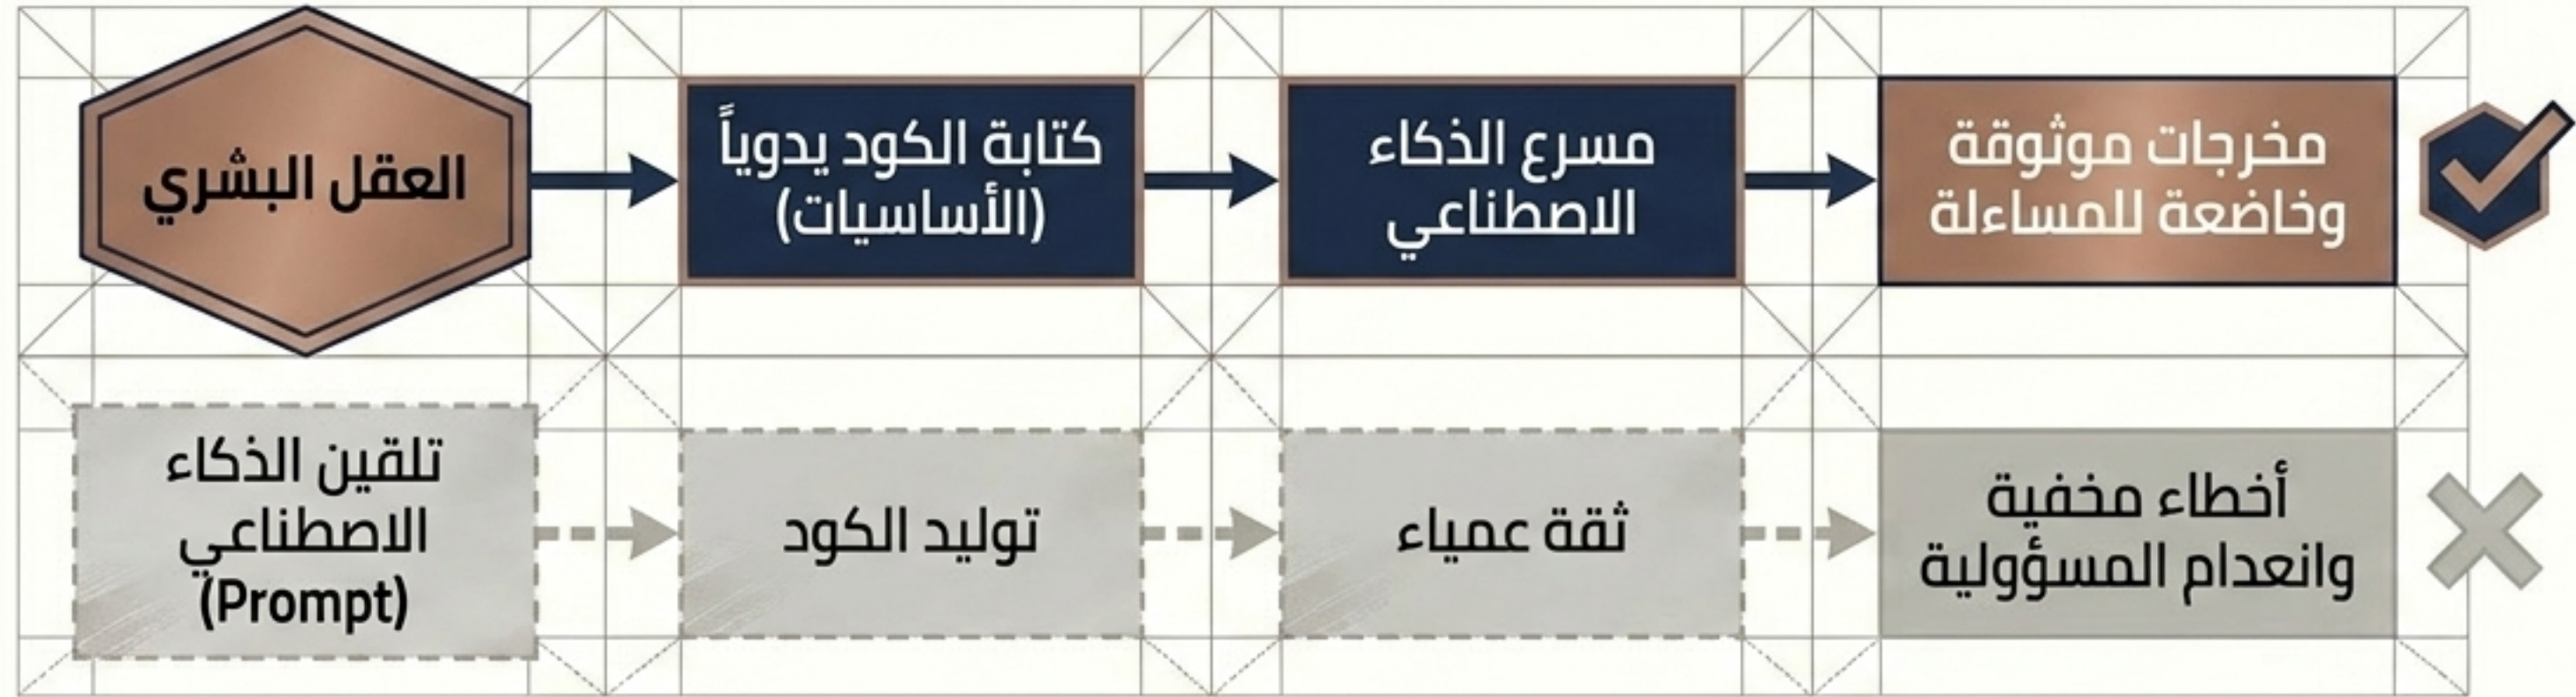 العقل البشري
كتابة الكود يدوياً
(الأساسيات)
مسرع الذكاء
الاصطناعي
مخرجات موثوقة
وخاضعة للمساءلة
تلقين الذكاء
الاصطناعي
(Prompt)
توليد الكود
ثقة عمياء
أخطاء مخفية
وانعدام المسؤولية